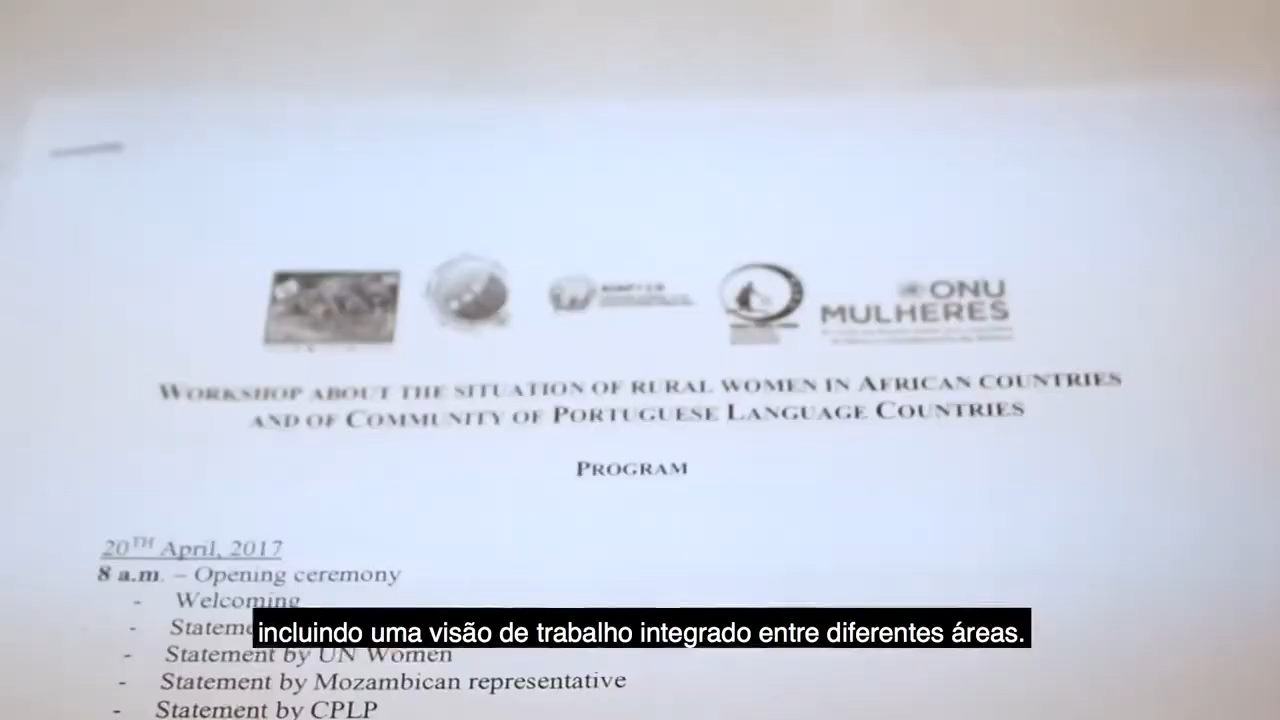 ONU
MULHERES
WORKSHOP ABOUT THE SITUATION OF RURAL WOMEN IN AFRICAN COUNTRIES
AND OF COMMUNITY OF PORTUGUESE LANGUAGE COUNTRIES
PROGRAM
20TH April, 2017
8 a.m. – Opening ceremony
- Welcoming
- Stateme
incluindo uma visão de trabalho integrado entre diferentes áreas.
- Statement by UN Women
- Statement by Mozambican representative
- Statement by CPLP